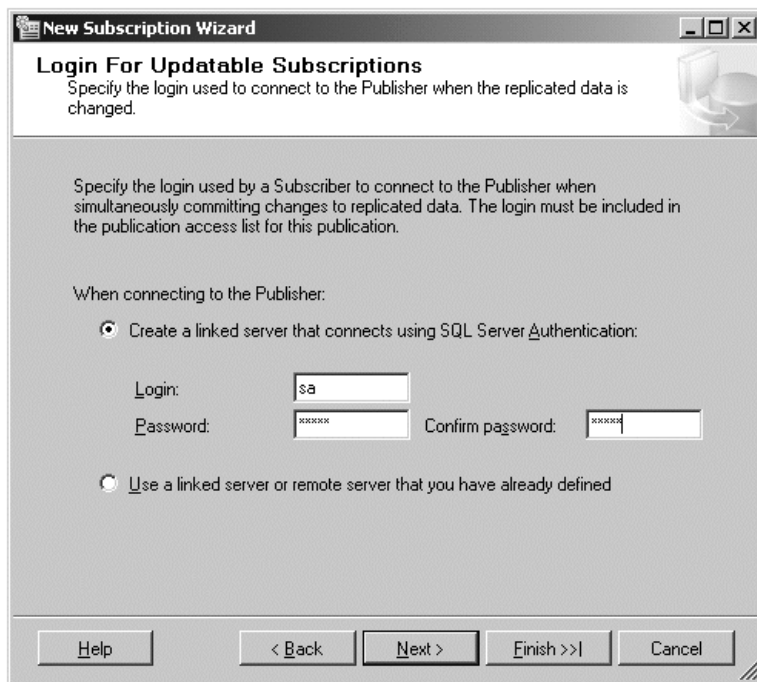 New Subscription Wizard
Login For Updatable Subscriptions
Specify the login used to connect to the Publisher when the replicated data is
changed.
Specify the login used by a Subscriber to connect to the Publisher when
simultaneously committing changes to replicated data. The login must be included in
the publication access list for this publication.
When connecting to the Publisher:
Create a linked server that connects using SQL Server Authentication:
Login: sa
Password: ***** Confirm password: *****
Use a linked server or remote server that you have already defined
Help < Back Next > Finish >>| Cancel